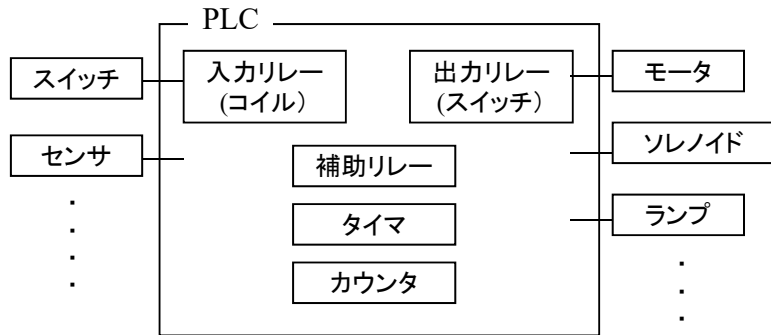 PLC
スイッチ
センサ
入力リレー
(コイル)
出力リレー
(スイッチ)
補助リレー
タイマ
カウンタ
モータ
ソレノイド
ランプ